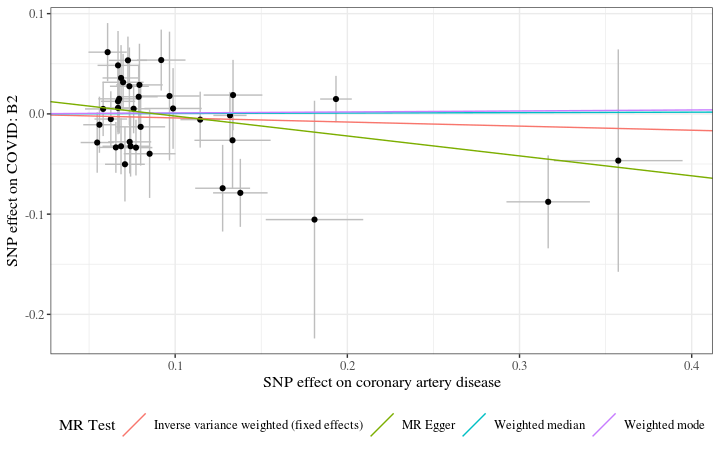 0.1
0.0
-0.1
-0.2
SNP effect on COVID: B2
0.1 0.2 0.3 0.4
SNP effect on coronary artery disease
MR Test Inverse variance weighted (fixed effects) MR Egger Weighted median Weighted mode